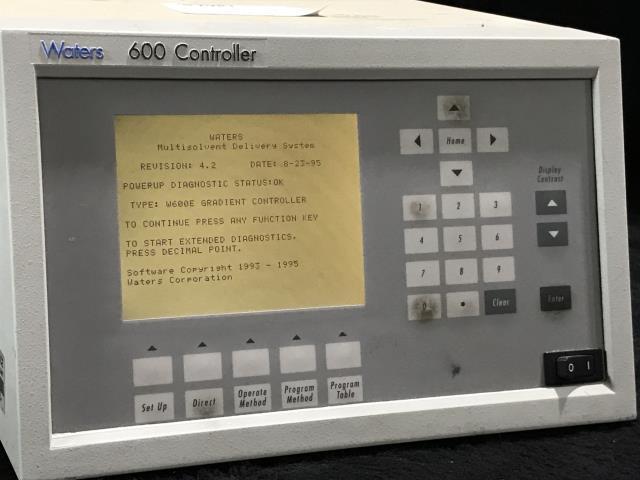 Waters 600 Controller
WATERS
Multisolvent Delivery System
REVISION: 4.2 DATE: 8-23-95
POWERUP DIAGNOSTIC STATUS:OK
TYPE: W600E GRADIENT CONTROLLER
TO CONTINUE PRESS ANY FUNCTION KEY
TO START EXTENDED DIAGNOSTICS,
PRESS DECIMAL POINT.
Software Copyright 1993 - 1995
Waters Corporation
Home
1 2 3
4 5 6
7 8 9
0 • Clear
Display
Contrast
Enter
0 1
Set Up
Direct
Operate
Method
Program
Method
Program
Table